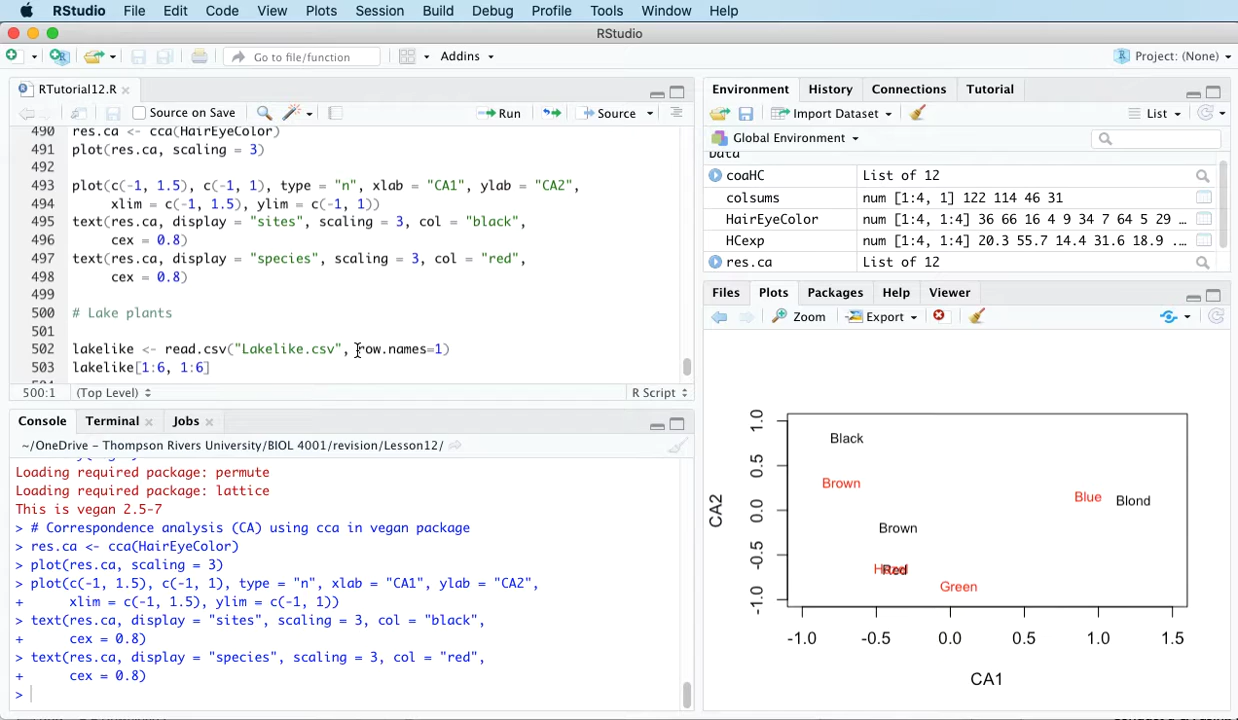 RStudio File Edit Code View Plots Session Build Debug Profile Tools Window Help
RStudio
Go to file/function Addins Project: (None)
RTutorial12.R
Source on Save Run Source
490 res.ca <- cca(HairEyeColor)
491 plot(res.ca, scaling = 3)
492
493 plot(c(-1, 1.5), c(-1, 1), type = "n", xlab = "CA1", ylab = "CA2",
494 xlim = c(-1, 1.5), ylim = c(-1, 1))
495 text(res.ca, display = "sites", scaling = 3, col = "black",
496 cex = 0.8)
497 text(res.ca, display = "species", scaling = 3, col = "red",
498 cex = 0.8)
499
500 # Lake plants
501
502 lakelike <- read.csv("Lakelike.csv", row.names=1)
503 lakelike[1:6, 1:6]
500:1 (Top Level) R Script
Console Terminal Jobs
~/OneDrive – Thompson Rivers University/BIOL 4001/revision/Lesson12/
Loading required package: permute
Loading required package: lattice
This is vegan 2.5-7
> # Correspondence analysis (CA) using cca in vegan package
> res.ca <- cca(HairEyeColor)
> plot(res.ca, scaling = 3)
> plot(c(-1, 1.5), c(-1, 1), type = "n", xlab = "CA1", ylab = "CA2",
+ xlim = c(-1, 1.5), ylim = c(-1, 1))
> text(res.ca, display = "sites", scaling = 3, col = "black",
+ cex = 0.8)
> text(res.ca, display = "species", scaling = 3, col = "red",
+ cex = 0.8)
>
Environment History Connections Tutorial
Import Dataset List
Global Environment
Data
coaHC List of 12
colsums num [1:4, 1] 122 114 46 31
HairEyeColor num [1:4, 1:4] 36 66 16 4 9 34 7 64 5 29 …
HCexp num [1:4, 1:4] 20.3 55.7 14.4 31.6 18.9 ...
res.ca List of 12
Files Plots Packages Help Viewer
Zoom Export
1.0
0.5
0.0
-0.5
-1.0
CA2
Black
Brown
Blue
Blond
Brown
Hazel
Red
Green
-1.0 -0.5 0.0 0.5 1.0 1.5
CA1